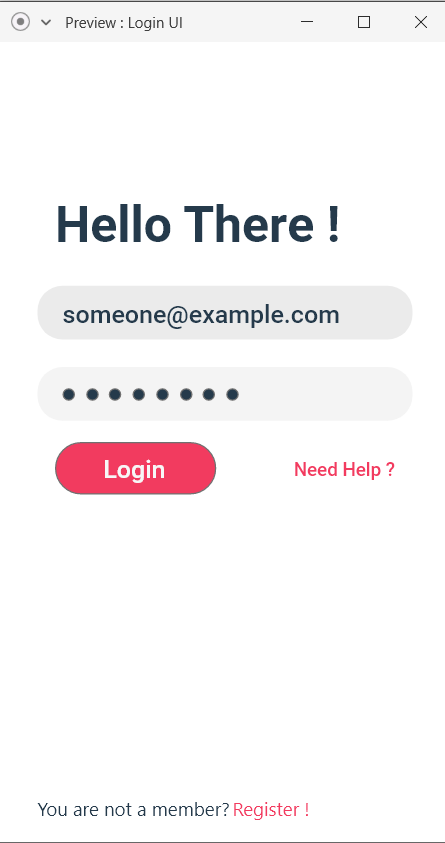 Preview : Login UI
Hello There !
someone@example.com
Login
Need Help ?
You are not a member? Register !